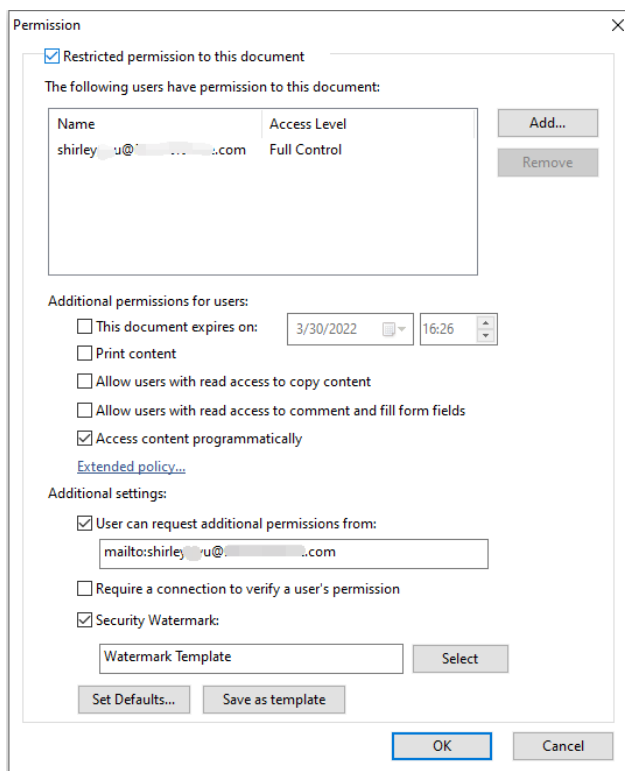 Permission
Restricted permission to this document
The following users have permission to this document:
Name Access Level Add...
.com Full Control
Remove
Additional permissions for users:
This document expires on: 3/30/2022 16:26
Print content
Allow users with read access to copy content
Allow users with read access to comment and fill form fields
Access content programmatically
Extended policy...
Additional settings:
User can request additional permissions from:
.com
Require a connection to verify a user's permission
Security Watermark:
Watermark Template Select
Set Defaults... Save as template
OK Cancel